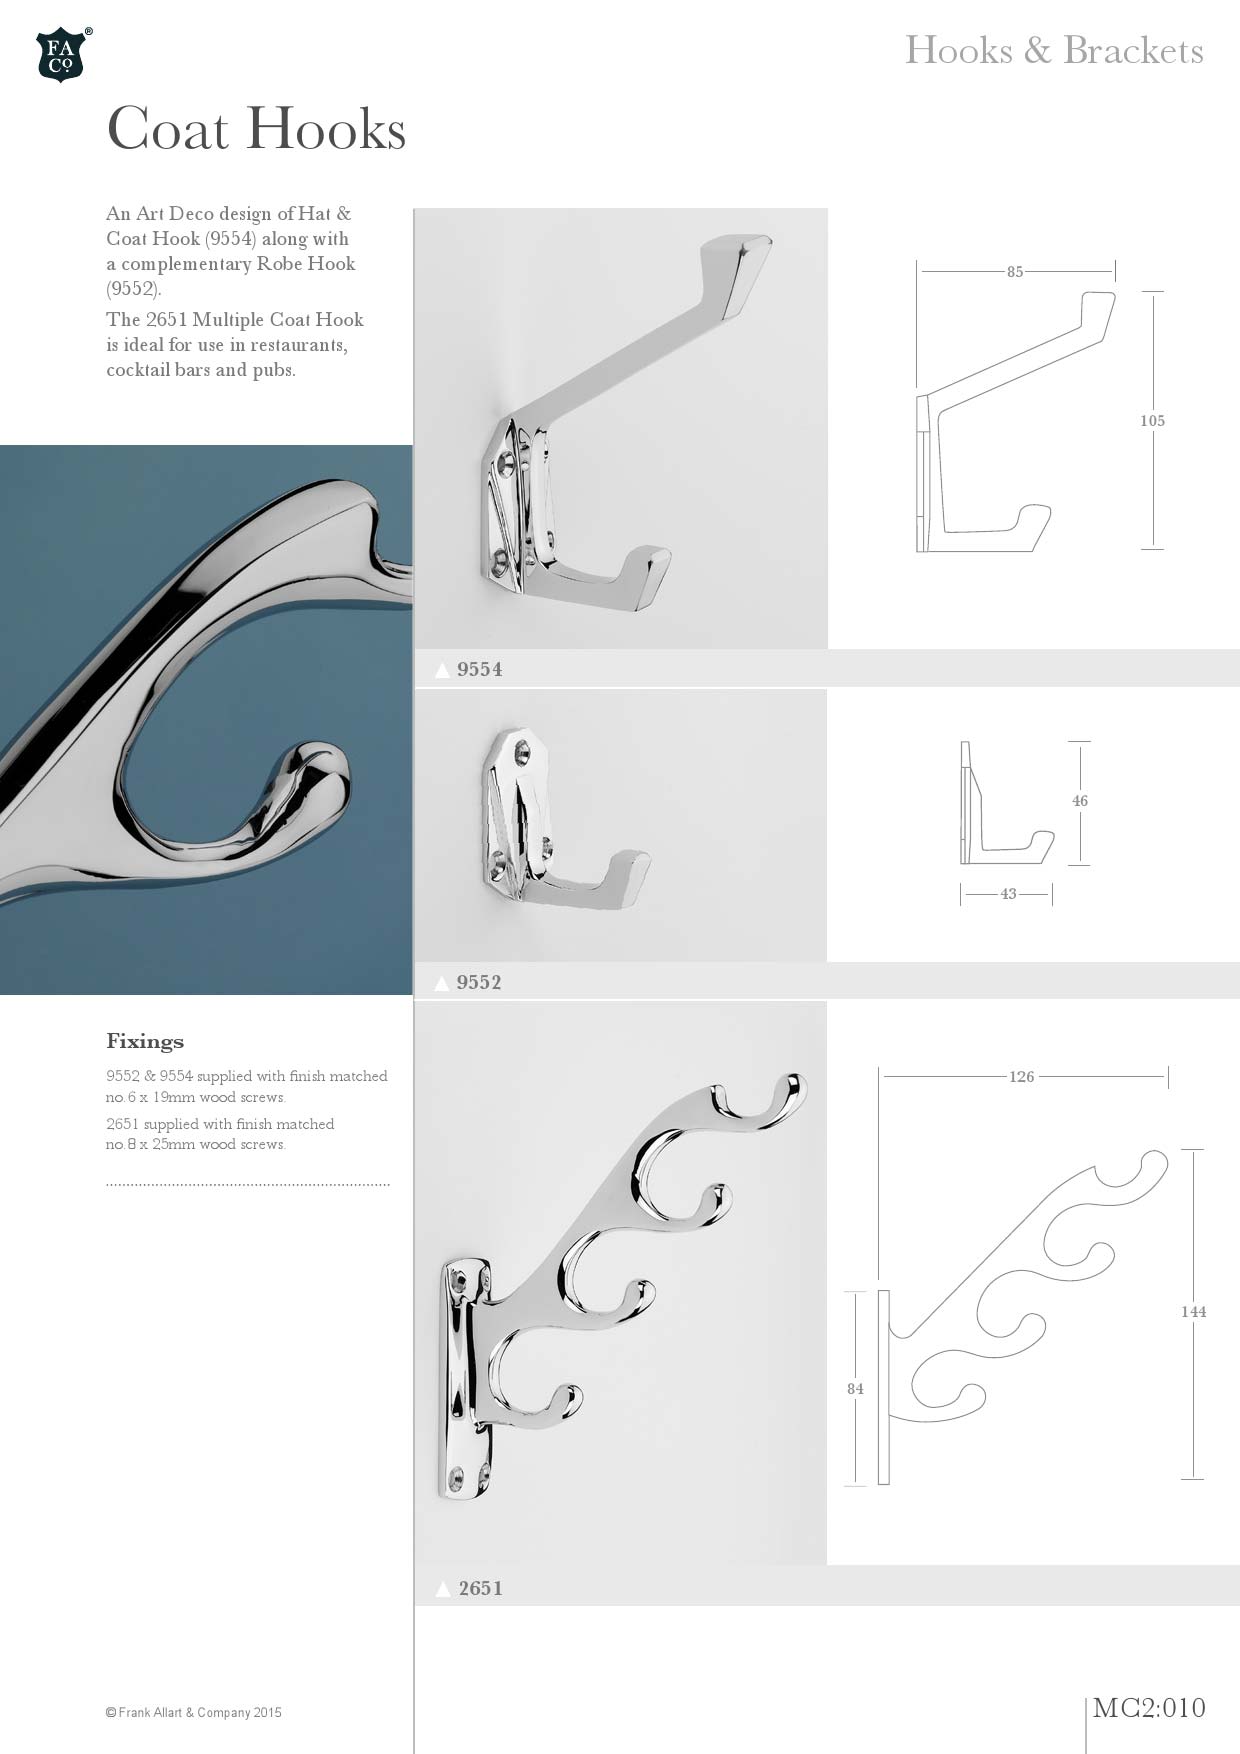 FA
Co.
®
Hooks & Brackets
Coat Hooks
An Art Deco design of Hat &
Coat Hook (9554) along with
a complementary Robe Hook
(9552).
The 2651 Multiple Coat Hook
is ideal for use in restaurants,
cocktail bars and pubs.
85
105
9554
46
43
9552
Fixings
9552 & 9554 supplied with finish matched
no. 6 x 19mm wood screws.
2651 supplied with finish matched
no. 8 x 25mm wood screws.
126
144
84
2651
© Frank Allart & Company 2015
MC2:010